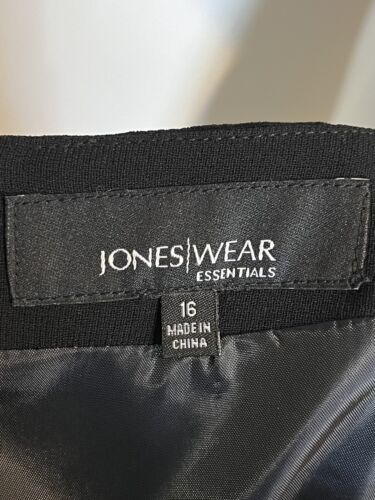 JONES|WEAR
ESSENTIALS
16
MADE IN
CHINA